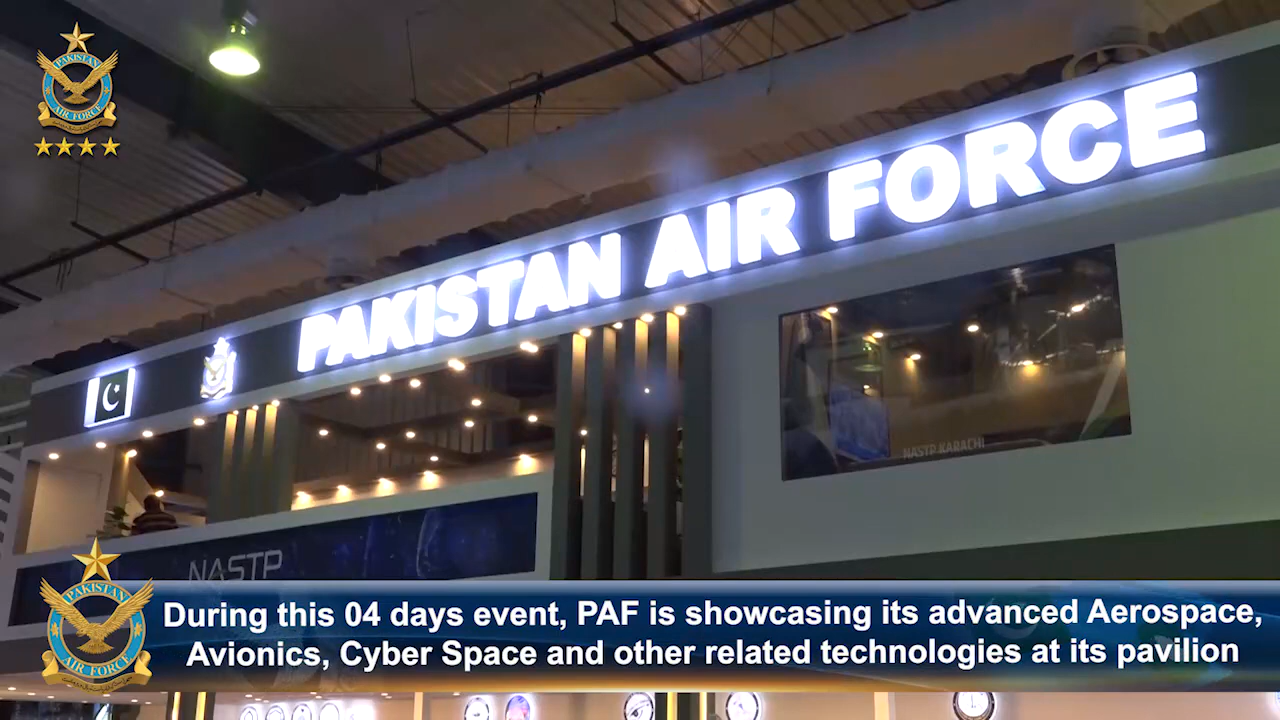 PAKISTAN
AIR FORCE
PAKISTAN AIR FORCE
NASTP KARACHI
NASTP
PAKISTAN
AIR FORCE
During this 04 days event, PAF is showcasing its advanced Aerospace,
Avionics, Cyber Space and other related technologies at its pavilion